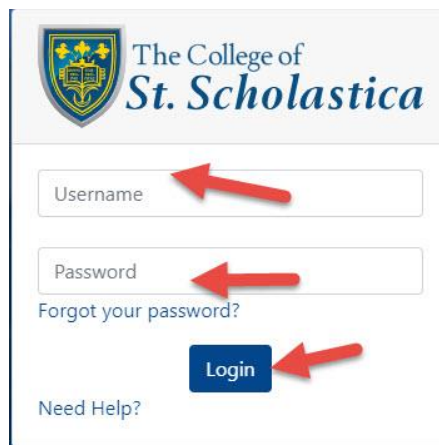 The College of
St. Scholastica
Username
Password
Forgot your password?
Login
Need Help?